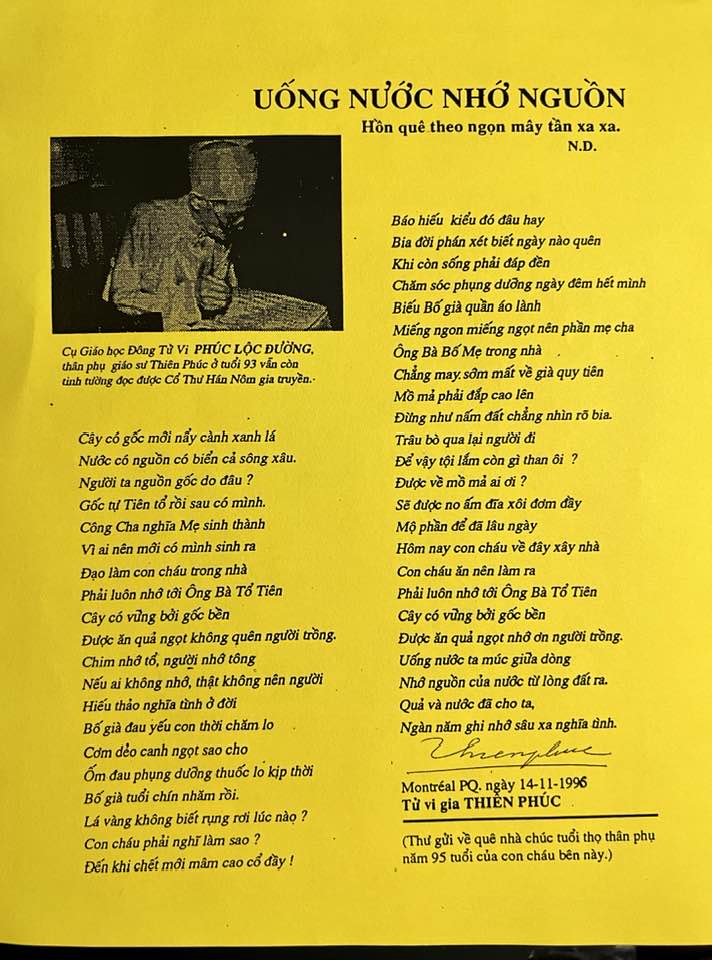 UỐNG NƯỚC NHỚ NGUỒN
Hồn quê theo ngọn mây tần xa xa.
N.D.
Cụ Giáo học Đông Tử Vi PHÚC LỘC ĐƯỜNG,
thân phụ giáo sư Thiên Phúc ở tuổi 93 vẫn còn
tinh tường đọc được Cổ Thư Hán Nôm gia truyền.
Cây có gốc mới nẩy cành xanh lá
Nước có nguồn có biển cả sông xâu.
Người ta nguồn gốc do đâu ?
Gốc tự Tiên tổ rồi sau có mình.
Công Cha nghĩa Mẹ sinh thành
Vì ai nên mới có mình sinh ra
Đạo làm con cháu trong nhà
Phải luôn nhớ tới Ông Bà Tổ Tiên
Cây có vững bởi gốc bền
Được ăn quả ngọt không quên người trồng.
Chim nhớ tổ, người nhớ tông
Nếu ai không nhớ, thật không nên người
Hiếu thảo nghĩa tình ở đời
Bố già đau yếu con thời chăm lo
Cơm dẻo canh ngọt sao cho
Ốm đau phụng dưỡng thuốc lo kịp thời
Bố già tuổi chín nhăm rồi.
Lá vàng không biết rụng rơi lúc nào ?
Con cháu phải nghĩ làm sao ?
Đến khi chết mới mâm cao cổ đầy !
Báo hiếu kiểu đó đâu hay
Bia đời phán xét biết ngày nào quên
Khi còn sống phải đáp đền
Chăm sóc phụng dưỡng ngày đêm hết mình
Biếu Bố già quần áo lành
Miếng ngon miếng ngọt nên phần mẹ cha
Ông Bà Bố Mẹ trong nhà
Chẳng may sớm mất về già quy tiên
Mồ mả phải đắp cao lên
Đừng như nấm đất chẳng nhìn rõ bia.
Trâu bò qua lại người đi
Để vậy tội lắm còn gì than ôi ?
Được về mồ mả ai ơi ?
Sẽ được no ấm đĩa xôi đơm đầy
Mộ phần để đã lâu ngày
Hôm nay con cháu về đây xây nhà
Con cháu ăn nên làm ra
Phải luôn nhớ tới Ông Bà Tổ Tiên
Cây có vững bởi gốc bền
Được ăn quả ngọt nhớ ơn người trồng.
Uống nước ta múc giữa dòng
Nhớ nguồn của nước từ lòng đất ra.
Quả và nước đã cho ta,
Ngàn năm ghi nhớ sâu xa nghĩa tình.
Thienphuc
Montréal PQ. ngày 14-11-1996
Tử vi gia THIÊN PHÚC
(Thư gửi về quê nhà chúc tuổi thọ thân phụ
năm 95 tuổi của con cháu bên này.)